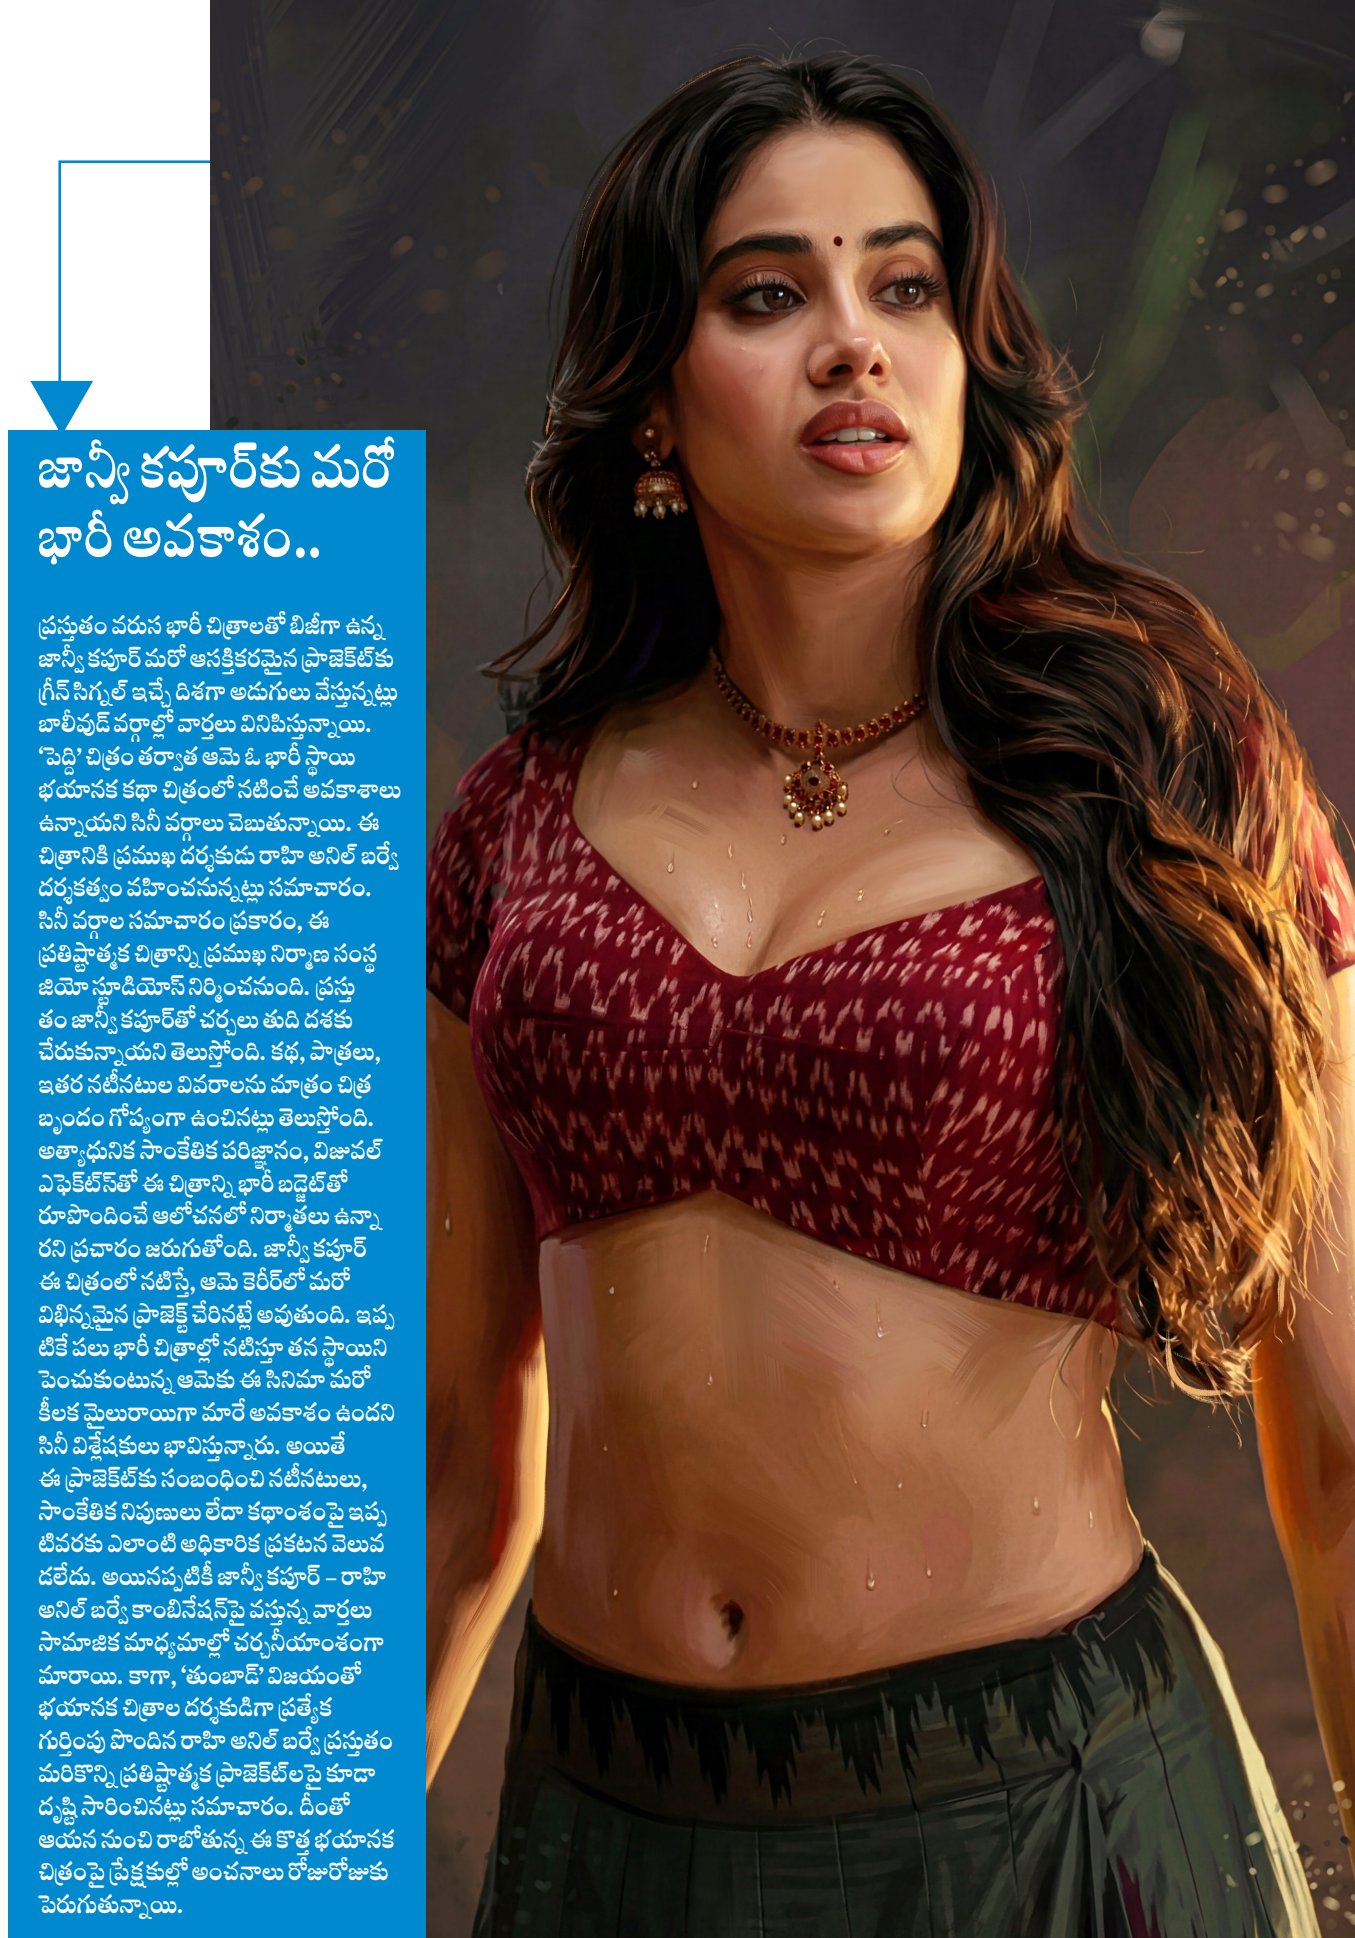 జాన్వీ కపూర్‌కు మరో
భారీ అవకాశం..
ప్రస్తుతం వరుస భారీ చిత్రాలతో బిజీగా ఉన్న
జాన్వీ కపూర్ మరో ఆసక్తికరమైన ప్రాజెక్ట్‌కు
గ్రీన్ సిగ్నల్ ఇచ్చే దిశగా అడుగులు వేస్తున్నట్లు
బాలీవుడ్ వర్గాల్లో వార్తలు వినిపిస్తున్నాయి.
‘పెద్ది’ చిత్రం తర్వాత ఆమె ఓ భారీ స్థాయి
భయానక కథా చిత్రంలో నటించే అవకాశాలు
ఉన్నాయని సినీ వర్గాలు చెబుతున్నాయి. ఈ
చిత్రానికి ప్రముఖ దర్శకుడు రాహి అనిల్ బర్వే
దర్శకత్వం వహించనున్నట్లు సమాచారం.
సినీ వర్గాల సమాచారం ప్రకారం, ఈ
ప్రతిష్టాత్మక చిత్రాన్ని ప్రముఖ నిర్మాణ సంస్థ
జియో స్టూడియోస్ నిర్మించనుంది. ప్రస్తు
తం జాన్వీ కపూర్‌తో చర్చలు తుది దశకు
చేరుకున్నాయని తెలుస్తోంది. కథ, పాత్రలు,
ఇతర నటీనటుల వివరాలను మాత్రం చిత్ర
బృందం గోప్యంగా ఉంచినట్లు తెలుస్తోంది.
అత్యాధునిక సాంకేతిక పరిజ్ఞానం, విజువల్
ఎఫెక్ట్స్‌తో ఈ చిత్రాన్ని భారీ బడ్జెట్‌తో
రూపొందించే ఆలోచనలో నిర్మాతలు ఉన్నా
రని ప్రచారం జరుగుతోంది. జాన్వీ కపూర్
ఈ చిత్రంలో నటిస్తే, ఆమె కెరీర్‌లో మరో
విభిన్నమైన ప్రాజెక్ట్ చేరినట్లే అవుతుంది. ఇప్ప
టికే పలు భారీ చిత్రాల్లో నటిస్తూ తన స్థాయిని
పెంచుకుంటున్న ఆమెకు ఈ సినిమా మరో
కీలక మైలురాయిగా మారే అవకాశం ఉందని
సినీ విశ్లేషకులు భావిస్తున్నారు. అయితే
ఈ ప్రాజెక్ట్‌కు సంబంధించి నటీనటులు,
సాంకేతిక నిపుణులు లేదా కథాంశంపై ఇప్ప
టివరకు ఎలాంటి అధికారిక ప్రకటన వెలువ
డలేదు. అయినప్పటికీ జాన్వీ కపూర్ – రాహి
అనిల్ బర్వే కాంబినేషన్‌పై వస్తున్న వార్తలు
సామాజిక మాధ్యమాల్లో చర్చనీయాంశంగా
మారాయి. కాగా, ‘తుంబాడ్’ విజయంతో
భయానక చిత్రాల దర్శకుడిగా ప్రత్యేక
గుర్తింపు పొందిన రాహి అనిల్ బర్వే ప్రస్తుతం
మరికొన్ని ప్రతిష్టాత్మక ప్రాజెక్ట్‌లపై కూడా
దృష్టి సారించినట్లు సమాచారం. దీంతో
ఆయన నుంచి రాబోతున్న ఈ కొత్త భయానక
చిత్రంపై ప్రేక్షకుల్లో అంచనాలు రోజురోజుకు
పెరుగుతున్నాయి.